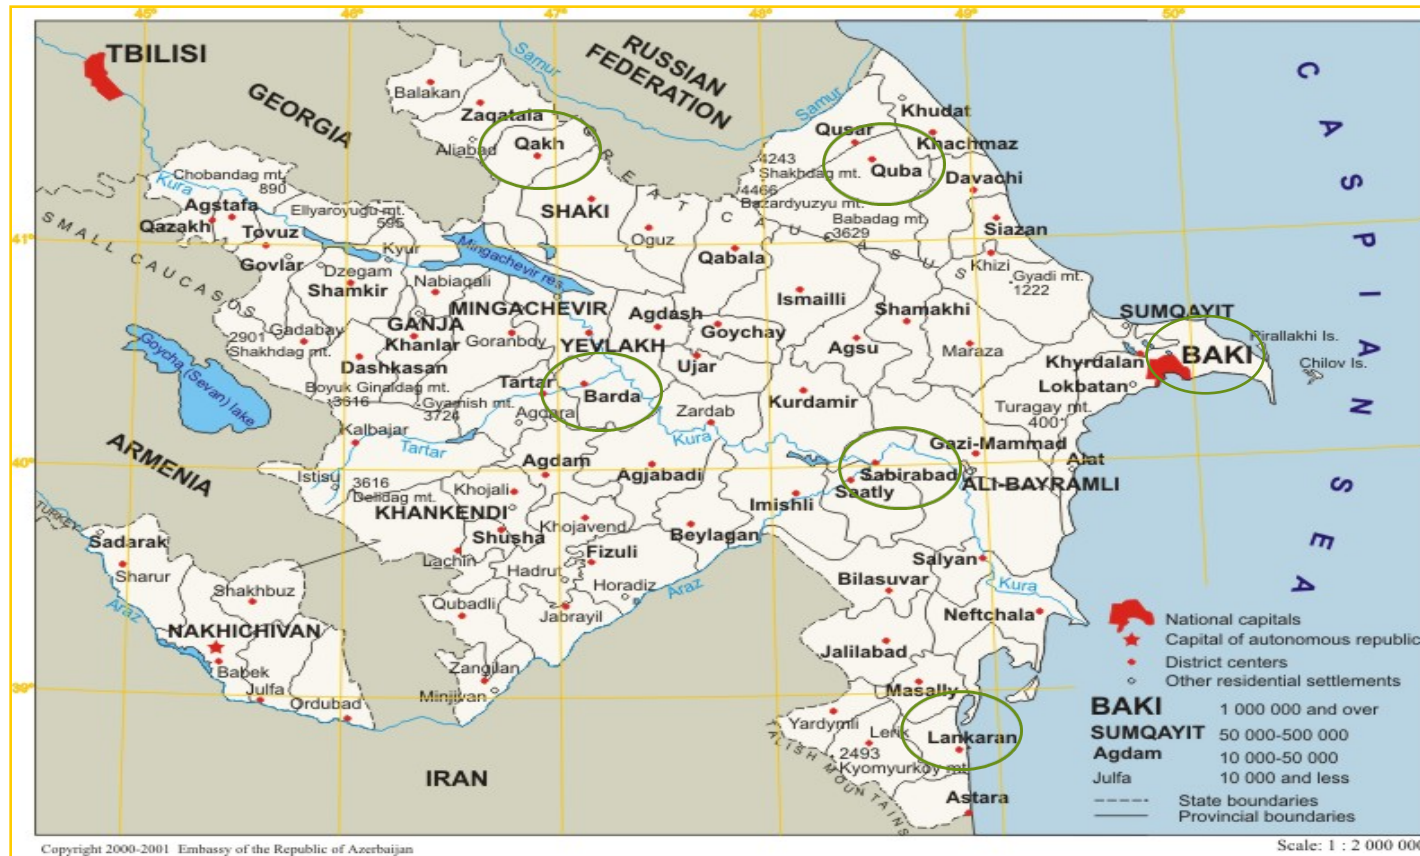 45° 46° 47° 48° 49° 50°
TBILISI
GEORGIA
RUSSIAN
FEDERATION
Samur
Samur
CASPIAN SEA
Balakan
Zaqatala
Aliabad
Qakh
GREAT CAUCASUS
Khudat
Qusar
Khachmaz
4243
Shakhdag mt.
Quba
4466
Bazardyuzyu mt.
Davachi
Babadag mt.
3629
Siazan
Khizi
Gyadi mt.
1222
Chobandag mt.
890
Kura
Agstafa
Qazakh
Tovuz
Ellyaroyugu mt.
595
SHAKI
Oguz
Qabala
41°
SMALL CAUCASUS
Govlar
Kyur
Dzegam
Shamkir
Nabiagali
Mingachevir res.
MINGACHEVIR
Ismailli
Shamakhi
SUMQAYIT
Pirallakhi Is.
Gadabay
2901
Shakhdag mt.
GANJA
Khanlar
Goranboy
YEVLAKH
Agdash
Goychay
Agsu
Maraza
Khyrdalan
BAKI
Chilov Is.
Goycha (Sevan) lake
Dashkasan
Ujar
Lokbatan
Boyuk Ginaldag mt.
3616
Gyamish mt.
3724
Tartar
Barda
Agdara
Zardab
Kurdamir
Turagay mt.
400
Kalbajar
Tartar
Kura
Gazi-Mammad
ARMENIA
40°
Istisu
3616
Delidag mt.
Agdam
Agjabadi
Sabirabad
Saatly
Alat
ALI-BAYRAMLI
Khojali
KHANKENDI
Khojavend
Imishli
TURKEY
Sadarak
Shusha
Beylagan
Sharur
Lachin
Fizuli
Salyan
Shakhbuz
Hadrut
Horadiz
Araz
Bilasuvar
Kura
Araz
Qubadli
Jabrayil
Neftchala
NAKHICHIVAN
Babek
Zangilan
Jalilabad
39°
Julfa
Minjivan
Masally
Ordubad
Yardymli
Lerik
Lankaran
2493
Kyomyurkoy mt.
TALISH MOUNTAINS
IRAN
Astara
National capitals
Capital of autonomous republic
District centers
Other residential settlements
BAKI 1 000 000 and over
SUMQAYIT 50 000-500 000
Agdam 10 000-50 000
Julfa 10 000 and less
State boundaries
Provincial boundaries
Copyright 2000-2001 Embassy of the Republic of Azerbaijan
Scale: 1 : 2 000 000